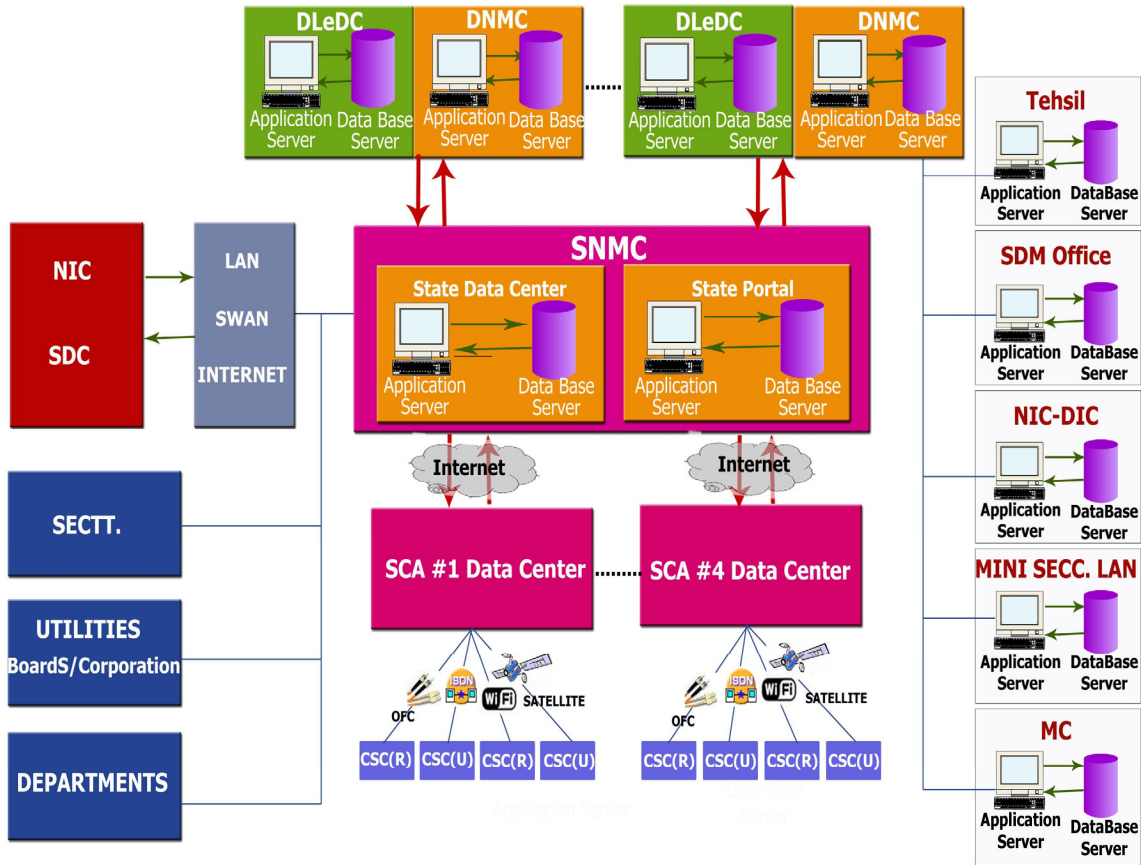 DLeDC
Application
Server
Data Base
Server
DNMC
Application
Server
Data Base
Server
DLeDC
Application
Server
Data Base
Server
DNMC
Application
Server
Data Base
Server
Tehsil
Application
Server
DataBase
Server
SDM Office
Application
Server
DataBase
Server
NIC-DIC
Application
Server
DataBase
Server
MINI SECC. LAN
Application
Server
DataBase
Server
MC
Application
Server
DataBase
Server
NIC
SDC
LAN
SWAN
INTERNET
SNMC
State Data Center
Application
Server
Data Base
Server
State Portal
Application
Server
Data Base
Server
Internet
Internet
SECTT.
UTILITIES
BoardS/Corporation
DEPARTMENTS
SCA #1 Data Center
SCA #4 Data Center
OFC
ISDN
WiFi
SATELLITE
OFC
ISDN
WiFi
SATELLITE
CSC(R)
CSC(U)
CSC(R)
CSC(U)
CSC(R)
CSC(U)
CSC(R)
CSC(U)
Application Server
Data Base
Server